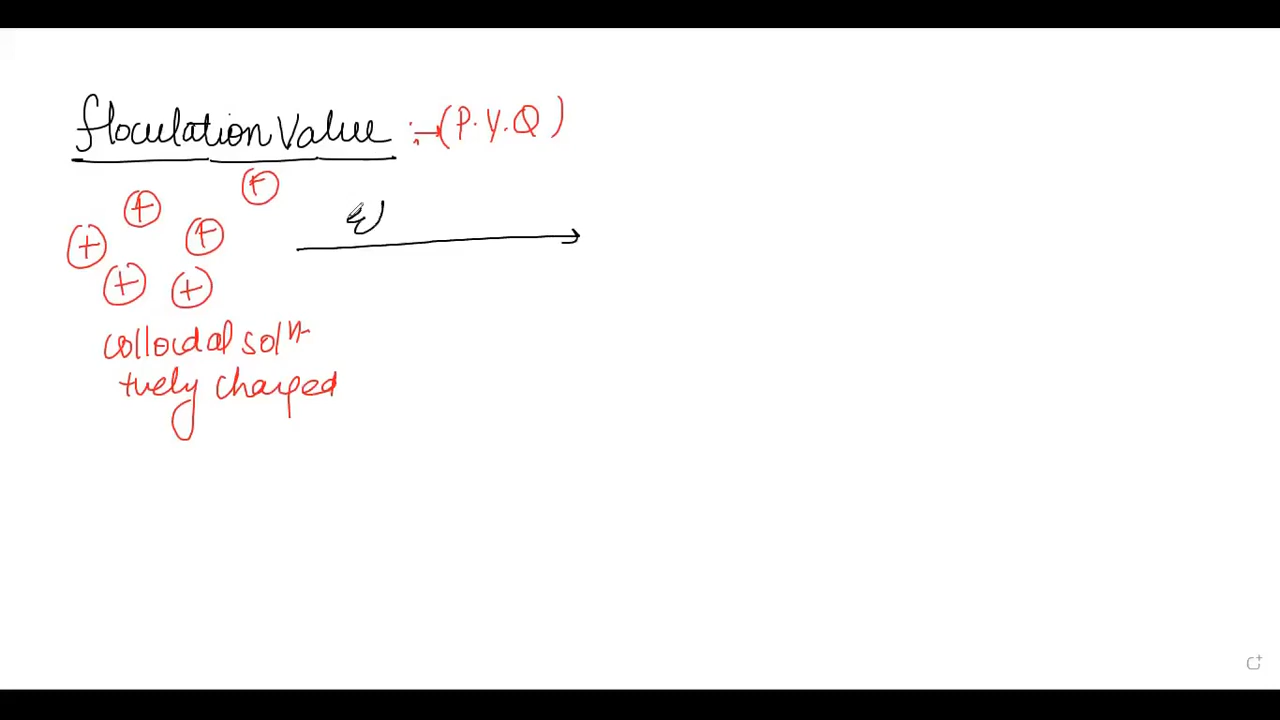 floculation Value :→ (P.Y.Q)
+ + + + + +
colloidal solⁿ
+vely charged